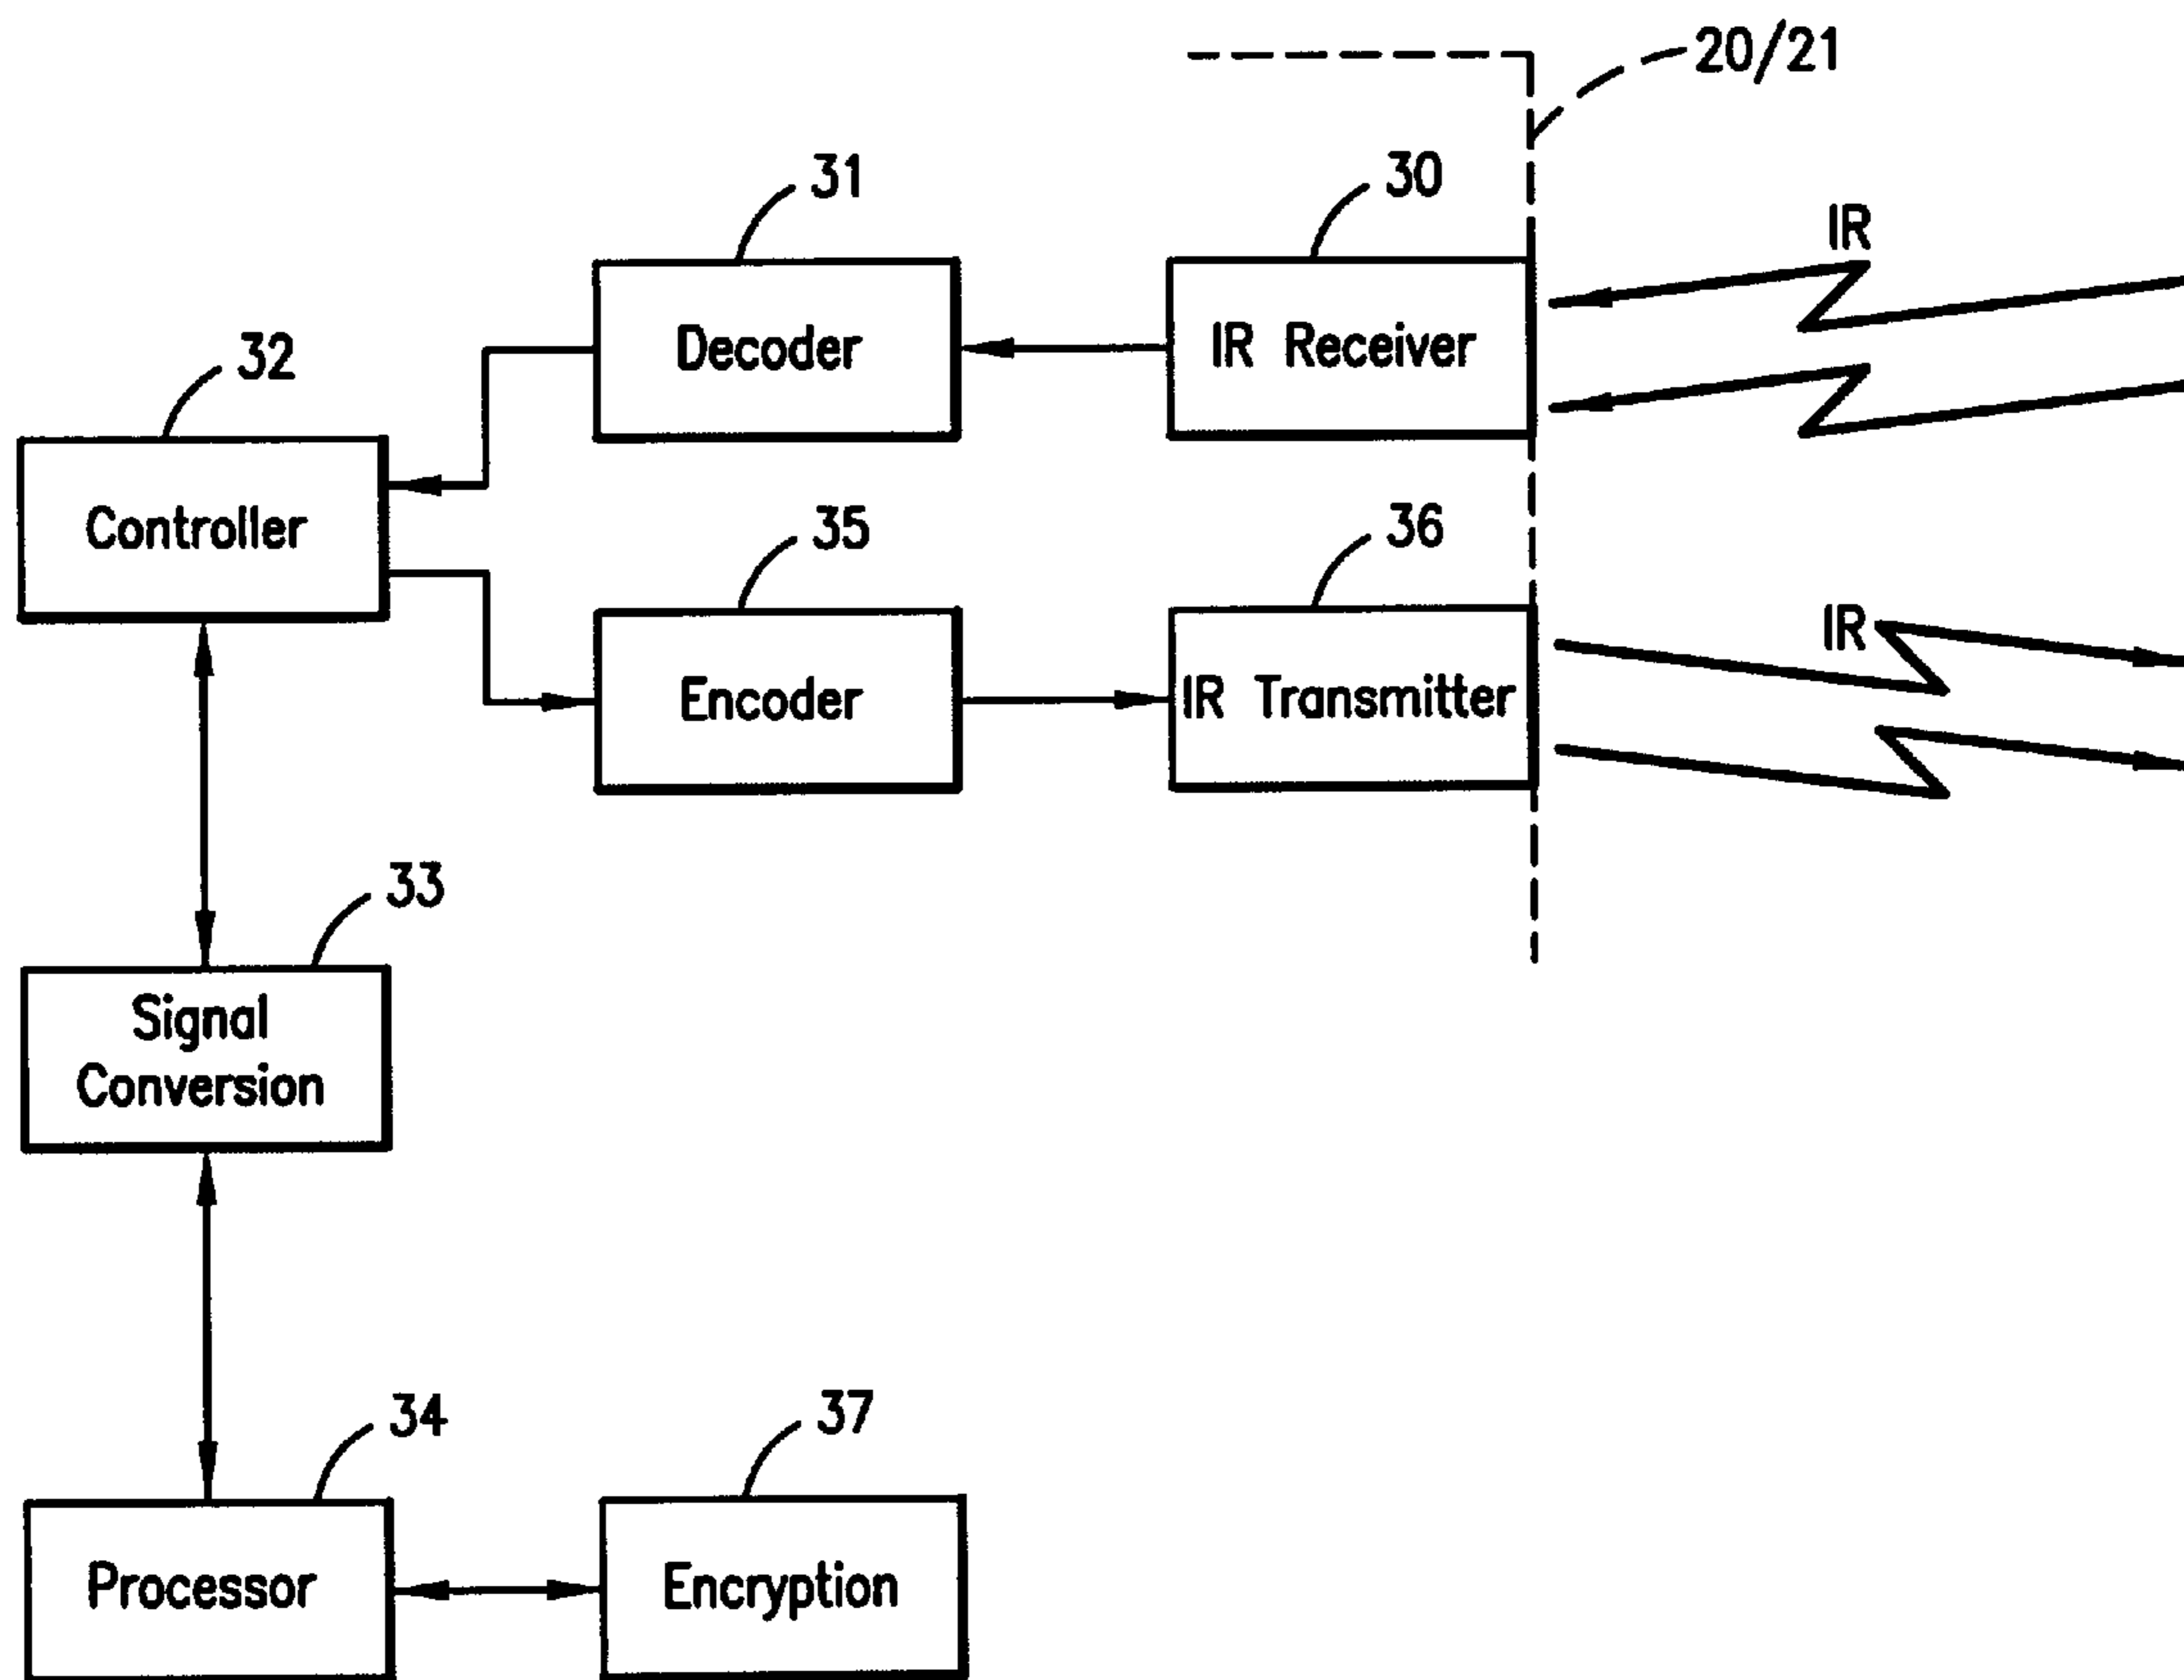 20/21
31
30
IR
32
Decoder
IR Receiver
Controller
35
36
IR
Encoder
IR Transmitter
33
Signal
Conversion
34
37
Processor
Encryption